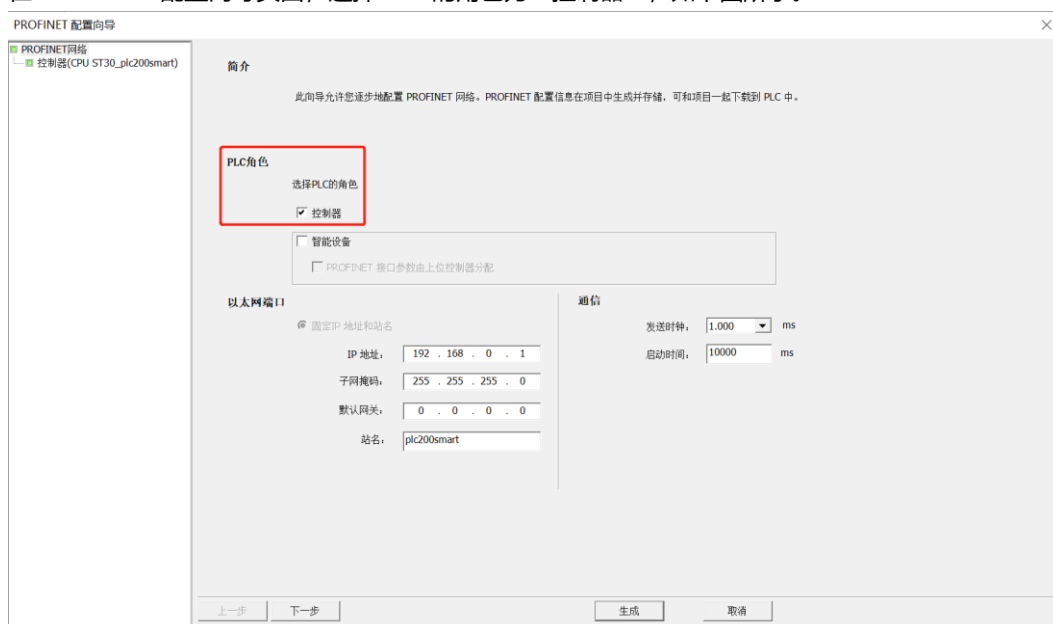 PROFINET 配置向导
PROFINET网络
控制器(CPU ST30_plc200smart)
简介
此向导允许您逐步地配置 PROFINET 网络。PROFINET 配置信息在项目中生成并存储，可和项目一起下载到 PLC 中。
PLC角色
选择PLC的角色
控制器
智能设备
PROFINET 接口参数由上位控制器分配
以太网端口
通信
固定IP 地址和站名
发送时钟： 1.000 ms
IP 地址： 192 . 168 . 0 . 1
启动时间： 10000 ms
子网掩码： 255 . 255 . 255 . 0
默认网关： 0 . 0 . 0 . 0
站名： plc200smart
上一步 下一步 生成 取消